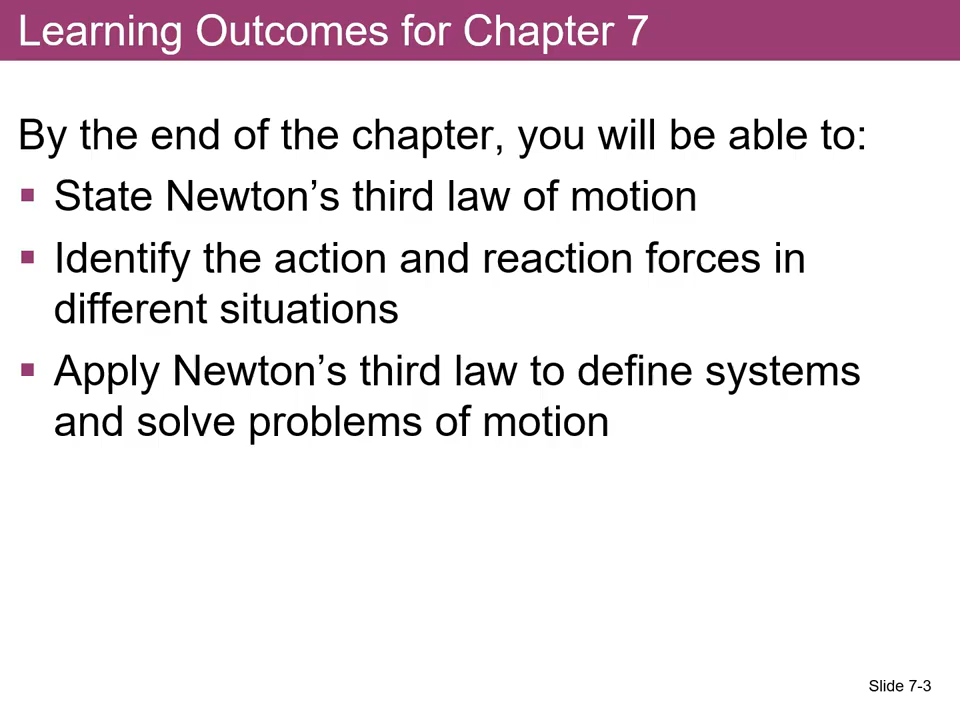 Learning Outcomes for Chapter 7
By the end of the chapter, you will be able to:
▪ State Newton’s third law of motion
▪ Identify the action and reaction forces in
different situations
▪ Apply Newton’s third law to define systems
and solve problems of motion
Slide 7-3